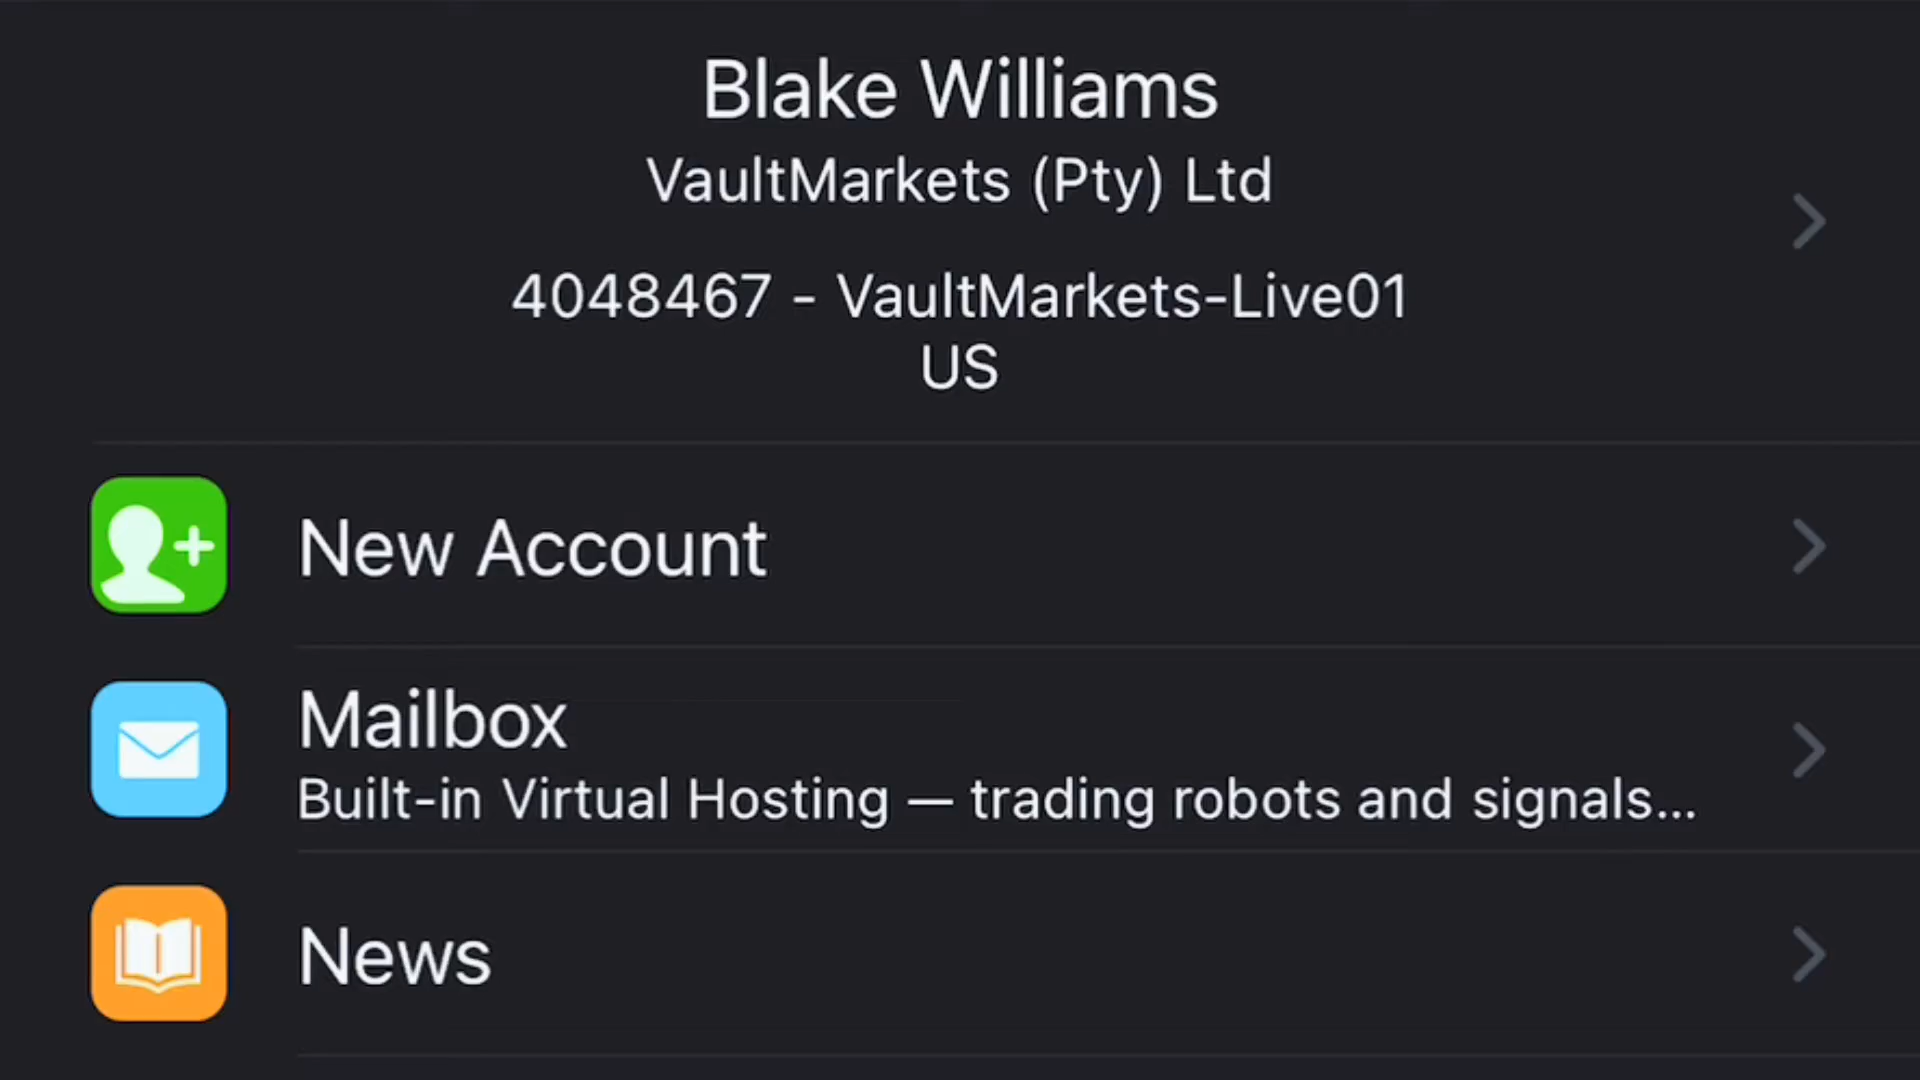 Blake Williams
VaultMarkets (Pty) Ltd
4048467 - VaultMarkets-Live01
US
New Account
Mailbox
Built-in Virtual Hosting — trading robots and signals...
News